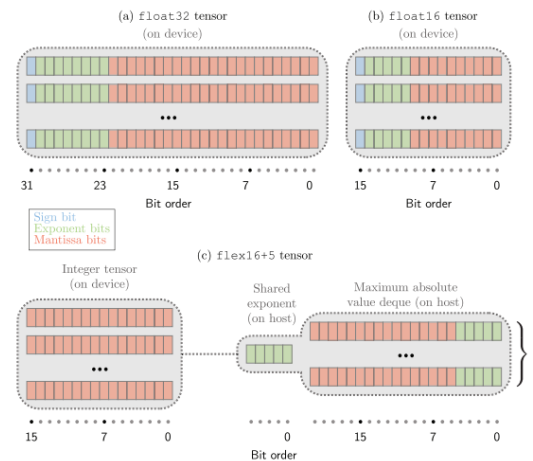 (a) float32 tensor
(on device)
(b) float16 tensor
(on device)
31 23 15 7 0
Bit order
15 7 0
Bit order
Sign bit
Exponent bits
Mantissa bits
(c) flex16+5 tensor
Integer tensor
(on device)
Shared
exponent
(on host)
Maximum absolute
value deque (on host)
15 7 0
0
15 7 0
Bit order